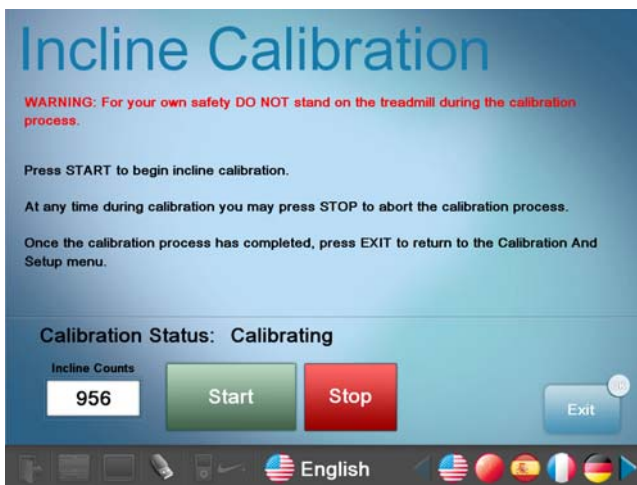 Incline Calibration
WARNING: For your own safety DO NOT stand on the treadmill during the calibration
process.
Press START to begin incline calibration.
At any time during calibration you may press STOP to abort the calibration process.
Once the calibration process has completed, press EXIT to return to the Calibration And
Setup menu.
Calibration Status: Calibrating
Incline Counts
956
Start
Stop
Exit
English